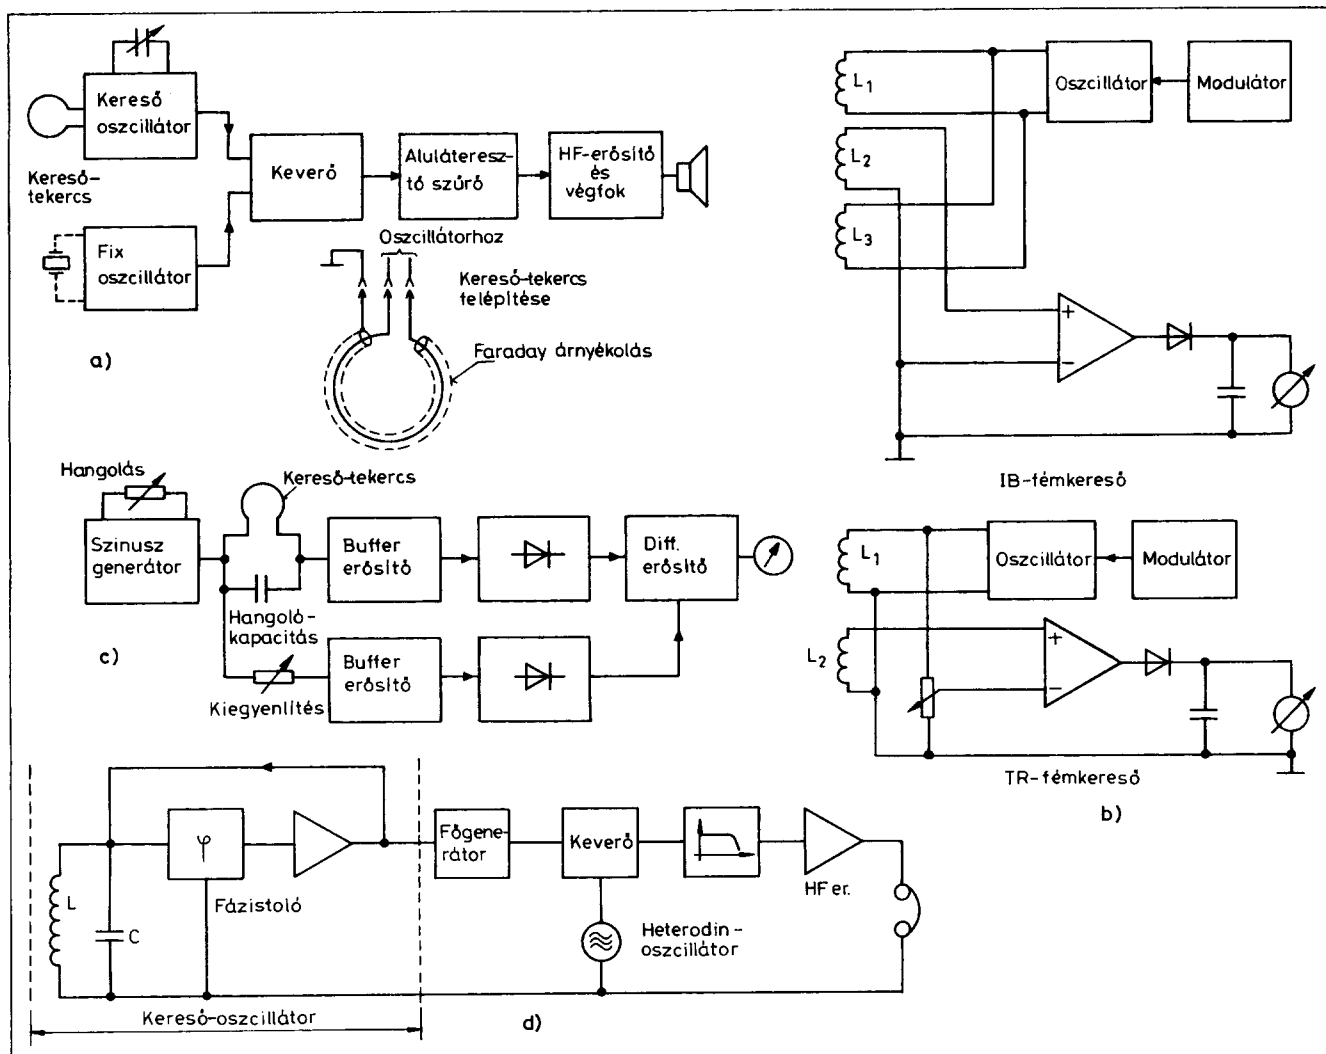 Kereső
oszcillátor
Kereső-
tekercs
Fix
oszcillátor
Keverő
Aluláteresz-
tő szűrő
HF-erősítő
és
végfok
Oszcillátorhoz
Kereső-tekercs
felépítése
Faraday árnyékolás
a)
L1
L2
L3
Oszcillátor
Modulátor
+
−
IB-fémkereső
Hangolás
Szinusz
generátor
Kereső-tekercs
Hangoló-
kapacitás
Kiegyenlítés
Buffer
erősítő
Buffer
erősítő
Diff.
erősítő
c)
L1
L2
Oszcillátor
Modulátor
+
−
TR-fémkereső
b)
L
C
φ
Fázistoló
Főgene-
rátor
Keverő
HF er.
Heterodin-
oszcillátor
Kereső-oszcillátor
d)